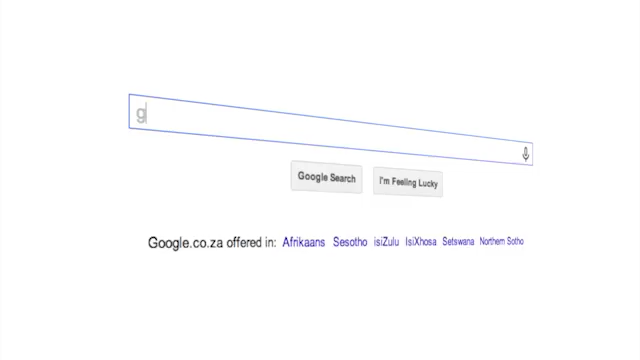 g
Google Search I'm Feeling Lucky
Google.co.za offered in: Afrikaans Sesotho isiZulu IsiXhosa Setswana Northern Sotho